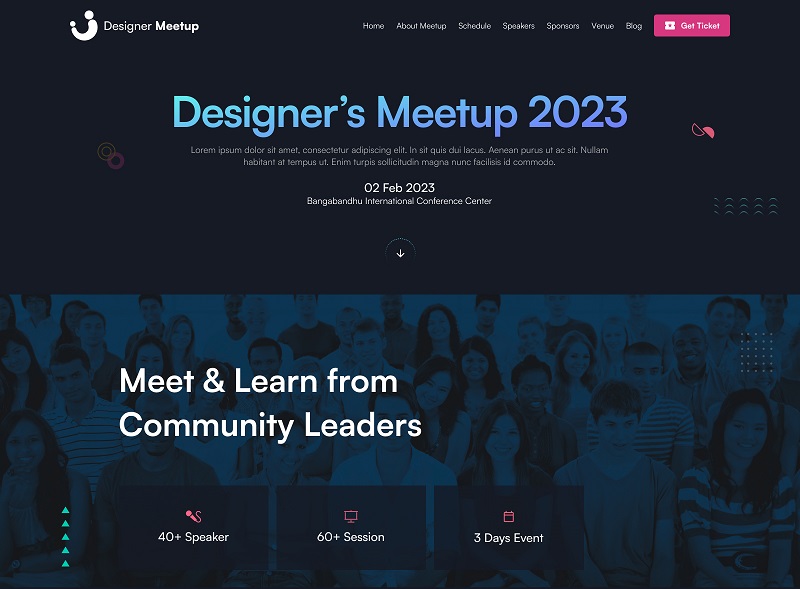 Designer Meetup
Home About Meetup Schedule Speakers Sponsors Venue Blog Get Ticket
Designer’s Meetup 2023
Lorem ipsum dolor sit amet, consectetur adipiscing elit. In sit quis dui lacus. Aenean purus ut ac sit. Nullam
habitant at tempus ut. Enim turpis sollicitudin magna nunc facilisis id commodo.
02 Feb 2023
Bangabandhu International Conference Center
Meet & Learn from
Community Leaders
40+ Speaker
60+ Session
3 Days Event